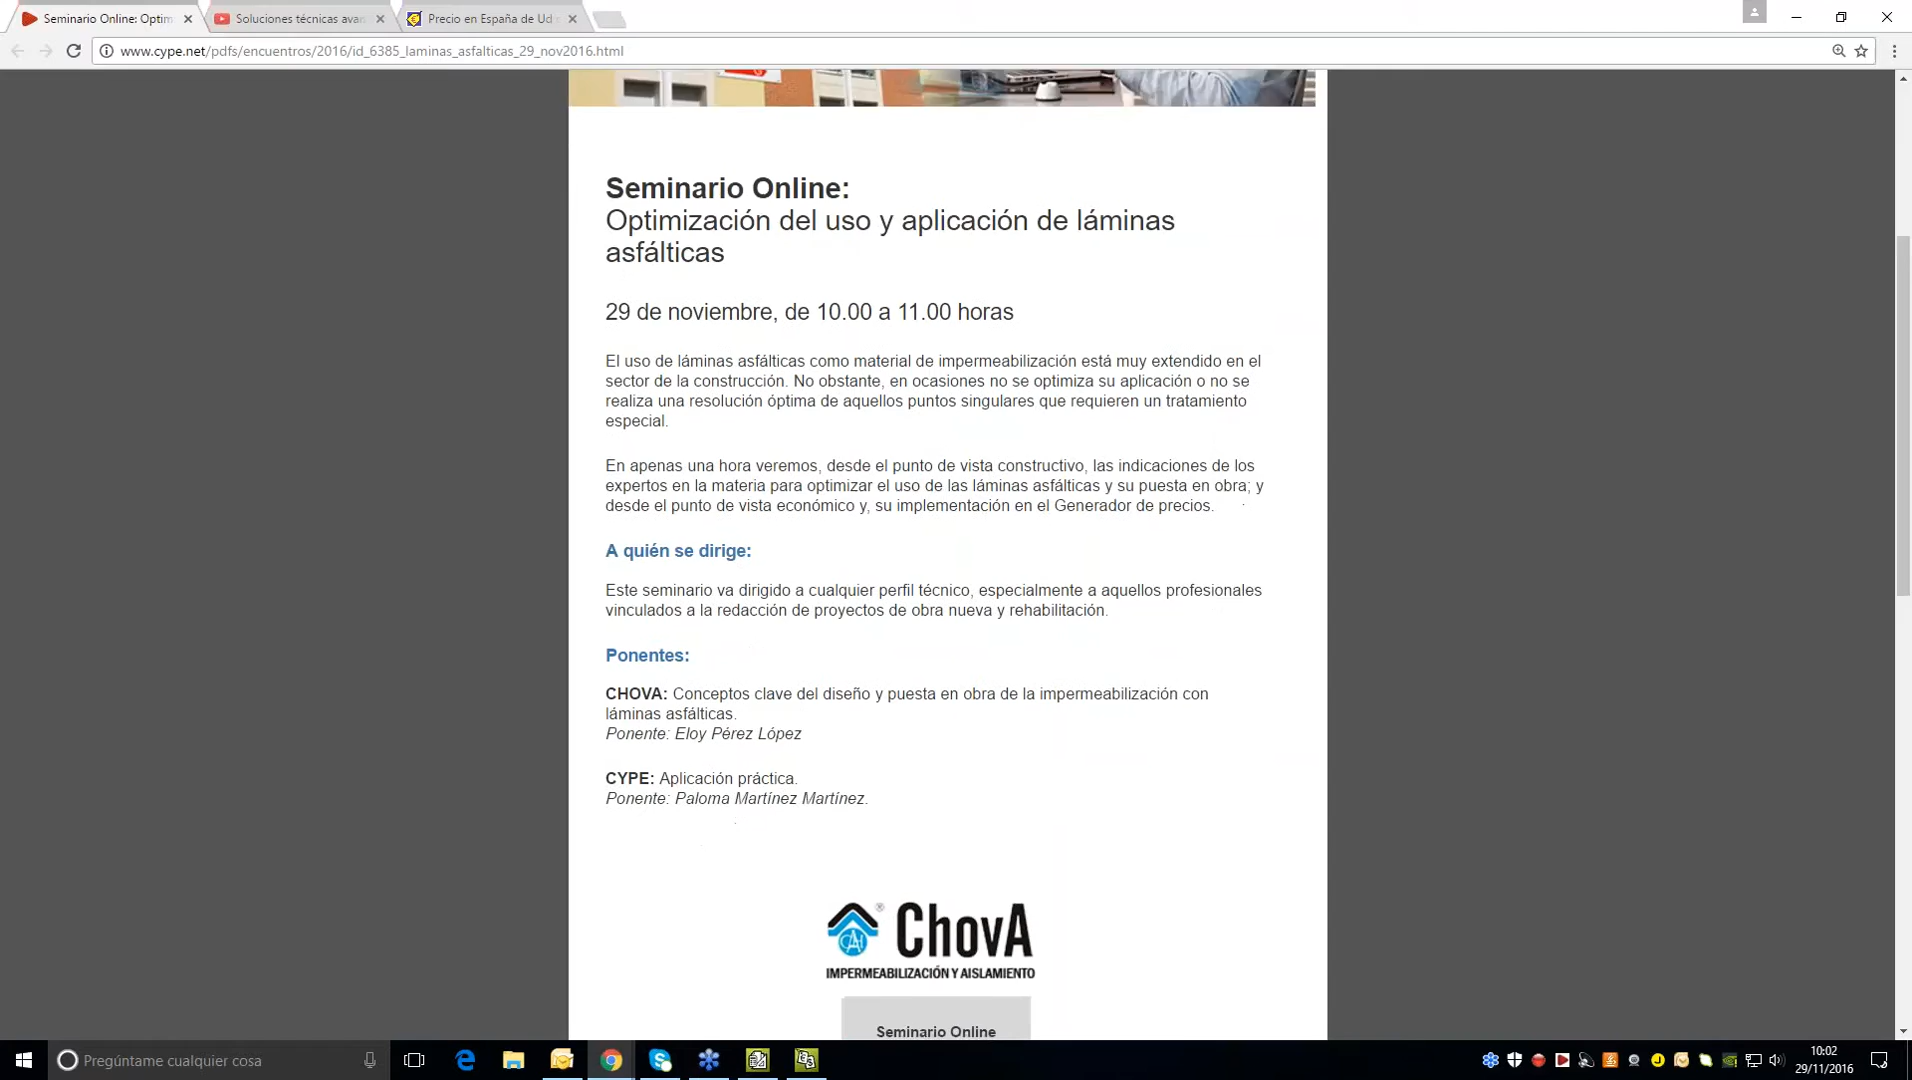 Seminario Online: Optim
Soluciones técnicas avan
Precio en España de Ud
www.cype.net/pdfs/encuentros/2016/id_6385_laminas_asfalticas_29_nov2016.html
Seminario Online:
Optimización del uso y aplicación de láminas
asfálticas
29 de noviembre, de 10.00 a 11.00 horas
El uso de láminas asfálticas como material de impermeabilización está muy extendido en el
sector de la construcción. No obstante, en ocasiones no se optimiza su aplicación o no se
realiza una resolución óptima de aquellos puntos singulares que requieren un tratamiento
especial.
En apenas una hora veremos, desde el punto de vista constructivo, las indicaciones de los
expertos en la materia para optimizar el uso de las láminas asfálticas y su puesta en obra; y
desde el punto de vista económico y, su implementación en el Generador de precios.
A quién se dirige:
Este seminario va dirigido a cualquier perfil técnico, especialmente a aquellos profesionales
vinculados a la redacción de proyectos de obra nueva y rehabilitación.
Ponentes:
CHOVA: Conceptos clave del diseño y puesta en obra de la impermeabilización con
láminas asfálticas.
Ponente: Eloy Pérez López
CYPE: Aplicación práctica.
Ponente: Paloma Martínez Martínez.
ChovA
IMPERMEABILIZACIÓN Y AISLAMIENTO
Seminario Online
Pregúntame cualquier cosa
10:02
29/11/2016